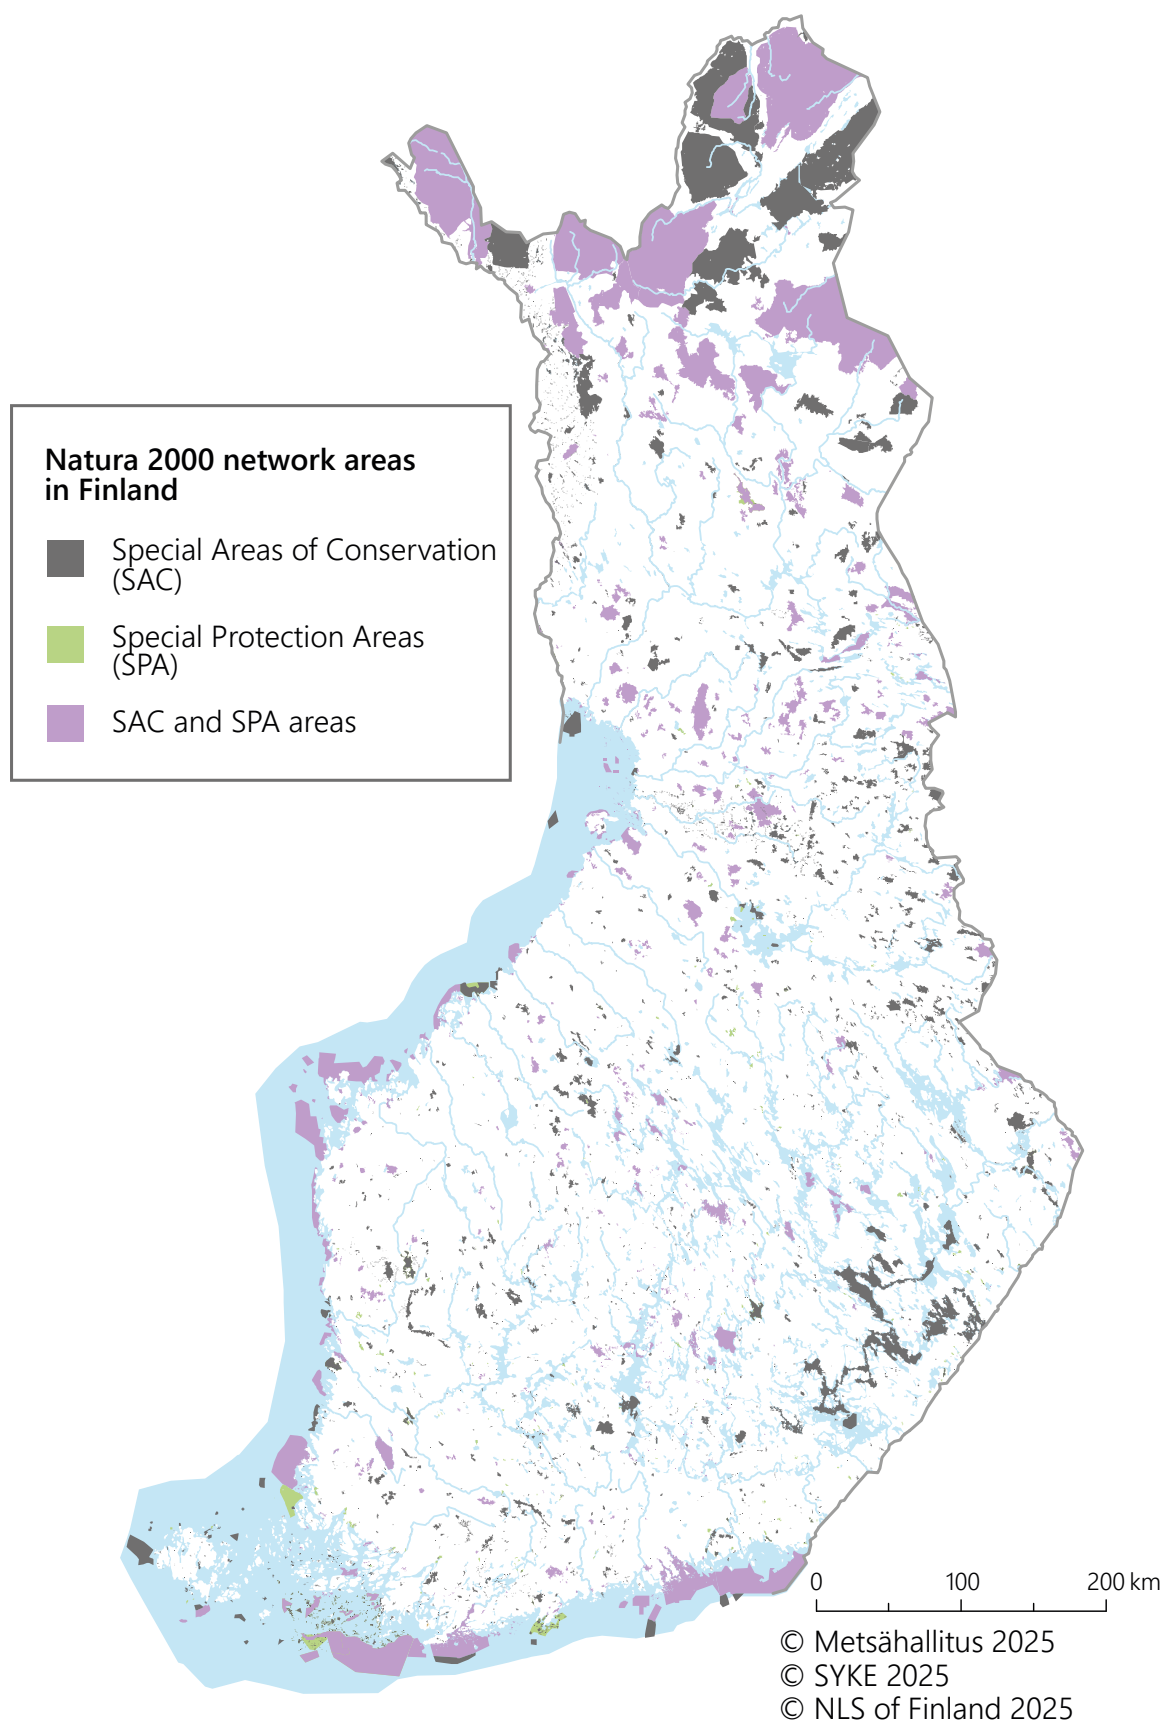 Natura 2000 network areas
in Finland
Special Areas of Conservation
(SAC)
Special Protection Areas
(SPA)
SAC and SPA areas
0 100 200 km
© Metsähallitus 2025
© SYKE 2025
© NLS of Finland 2025